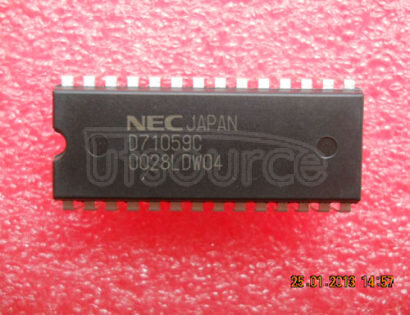 NEC JAPAN
D71059C
0028LDW04
Utsource
25.01.2013 14:57